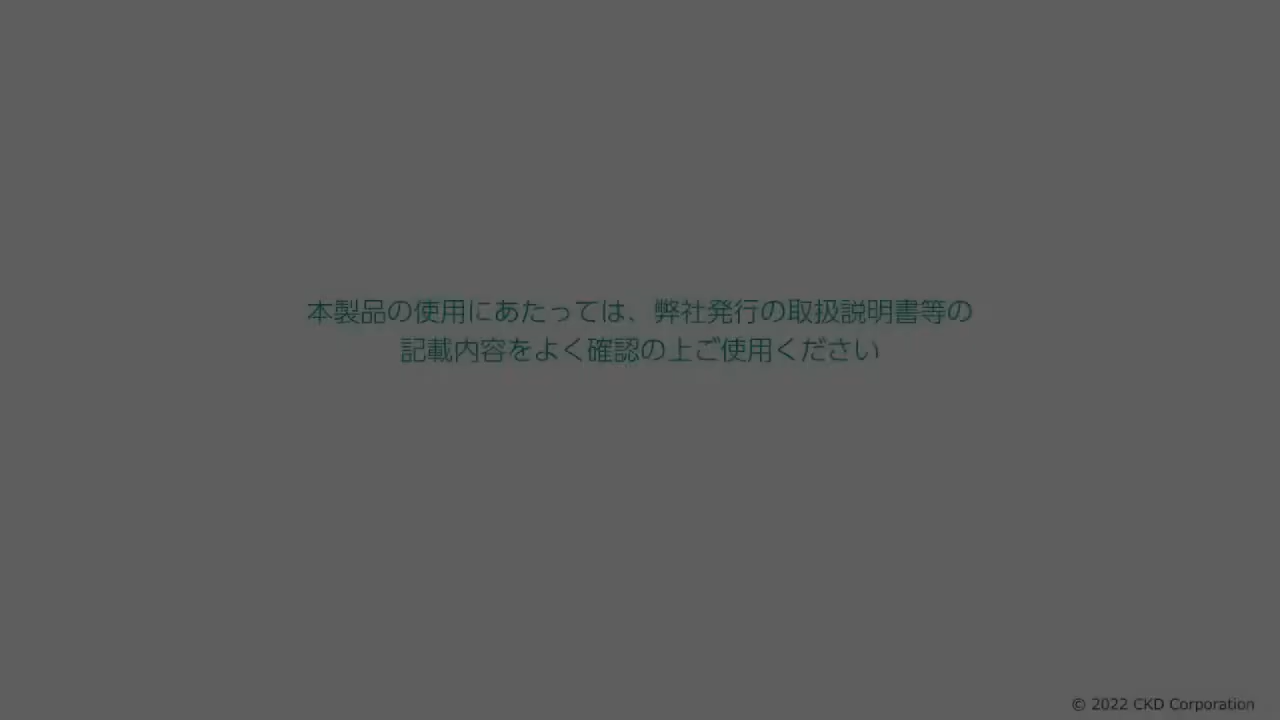 本製品の使用にあたっては、弊社発行の取扱説明書等の
記載内容をよく確認の上ご使用ください
© 2022 CKD Corporation